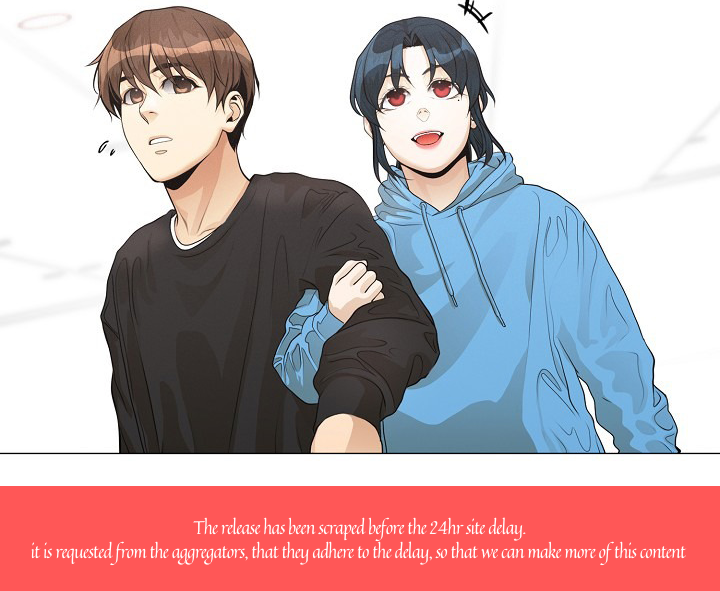 The release has been scraped before the 24hr site delay.
it is requested from the aggregators, that they adhere to the delay, so that we can make more of this content